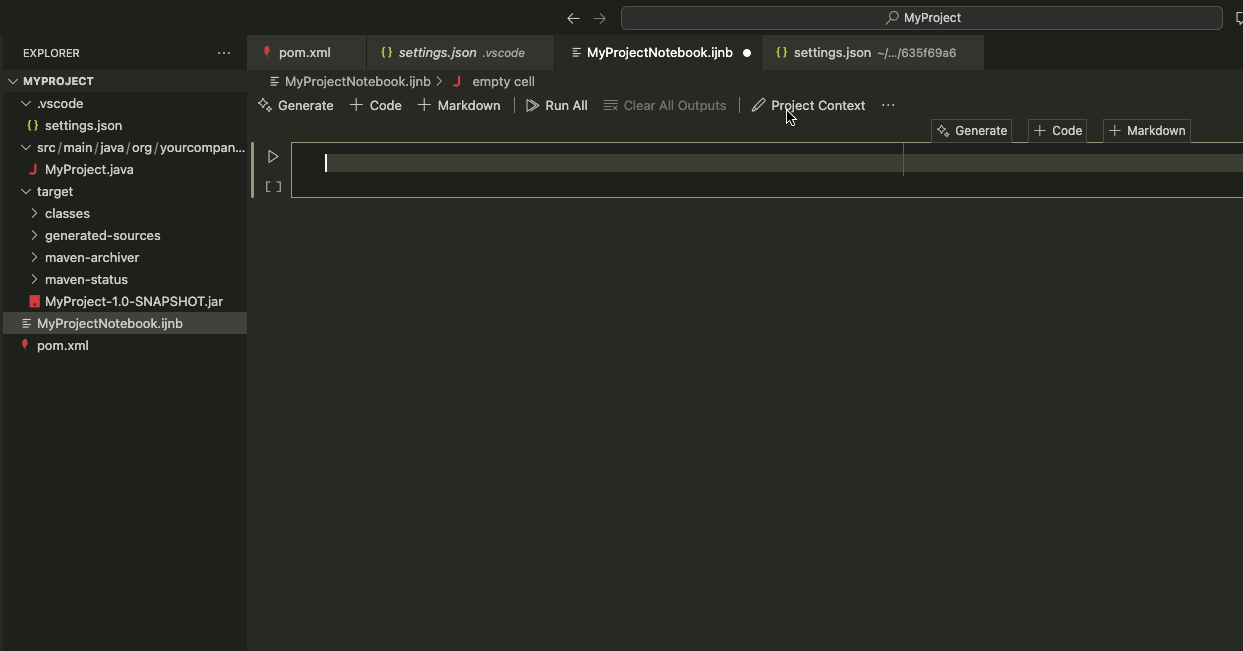 MyProject
EXPLORER ···
MYPROJECT
.vscode
{} settings.json
src/main/java/org/yourcompan...
J MyProject.java
target
classes
generated-sources
maven-archiver
maven-status
MyProject-1.0-SNAPSHOT.jar
MyProjectNotebook.ijnb
pom.xml
pom.xml
{} settings.json .vscode
MyProjectNotebook.ijnb
{} settings.json ~/.../635f69a6
MyProjectNotebook.ijnb > J empty cell
Generate + Code + Markdown | Run All Clear All Outputs | Project Context ···
Generate + Code + Markdown
[ ]